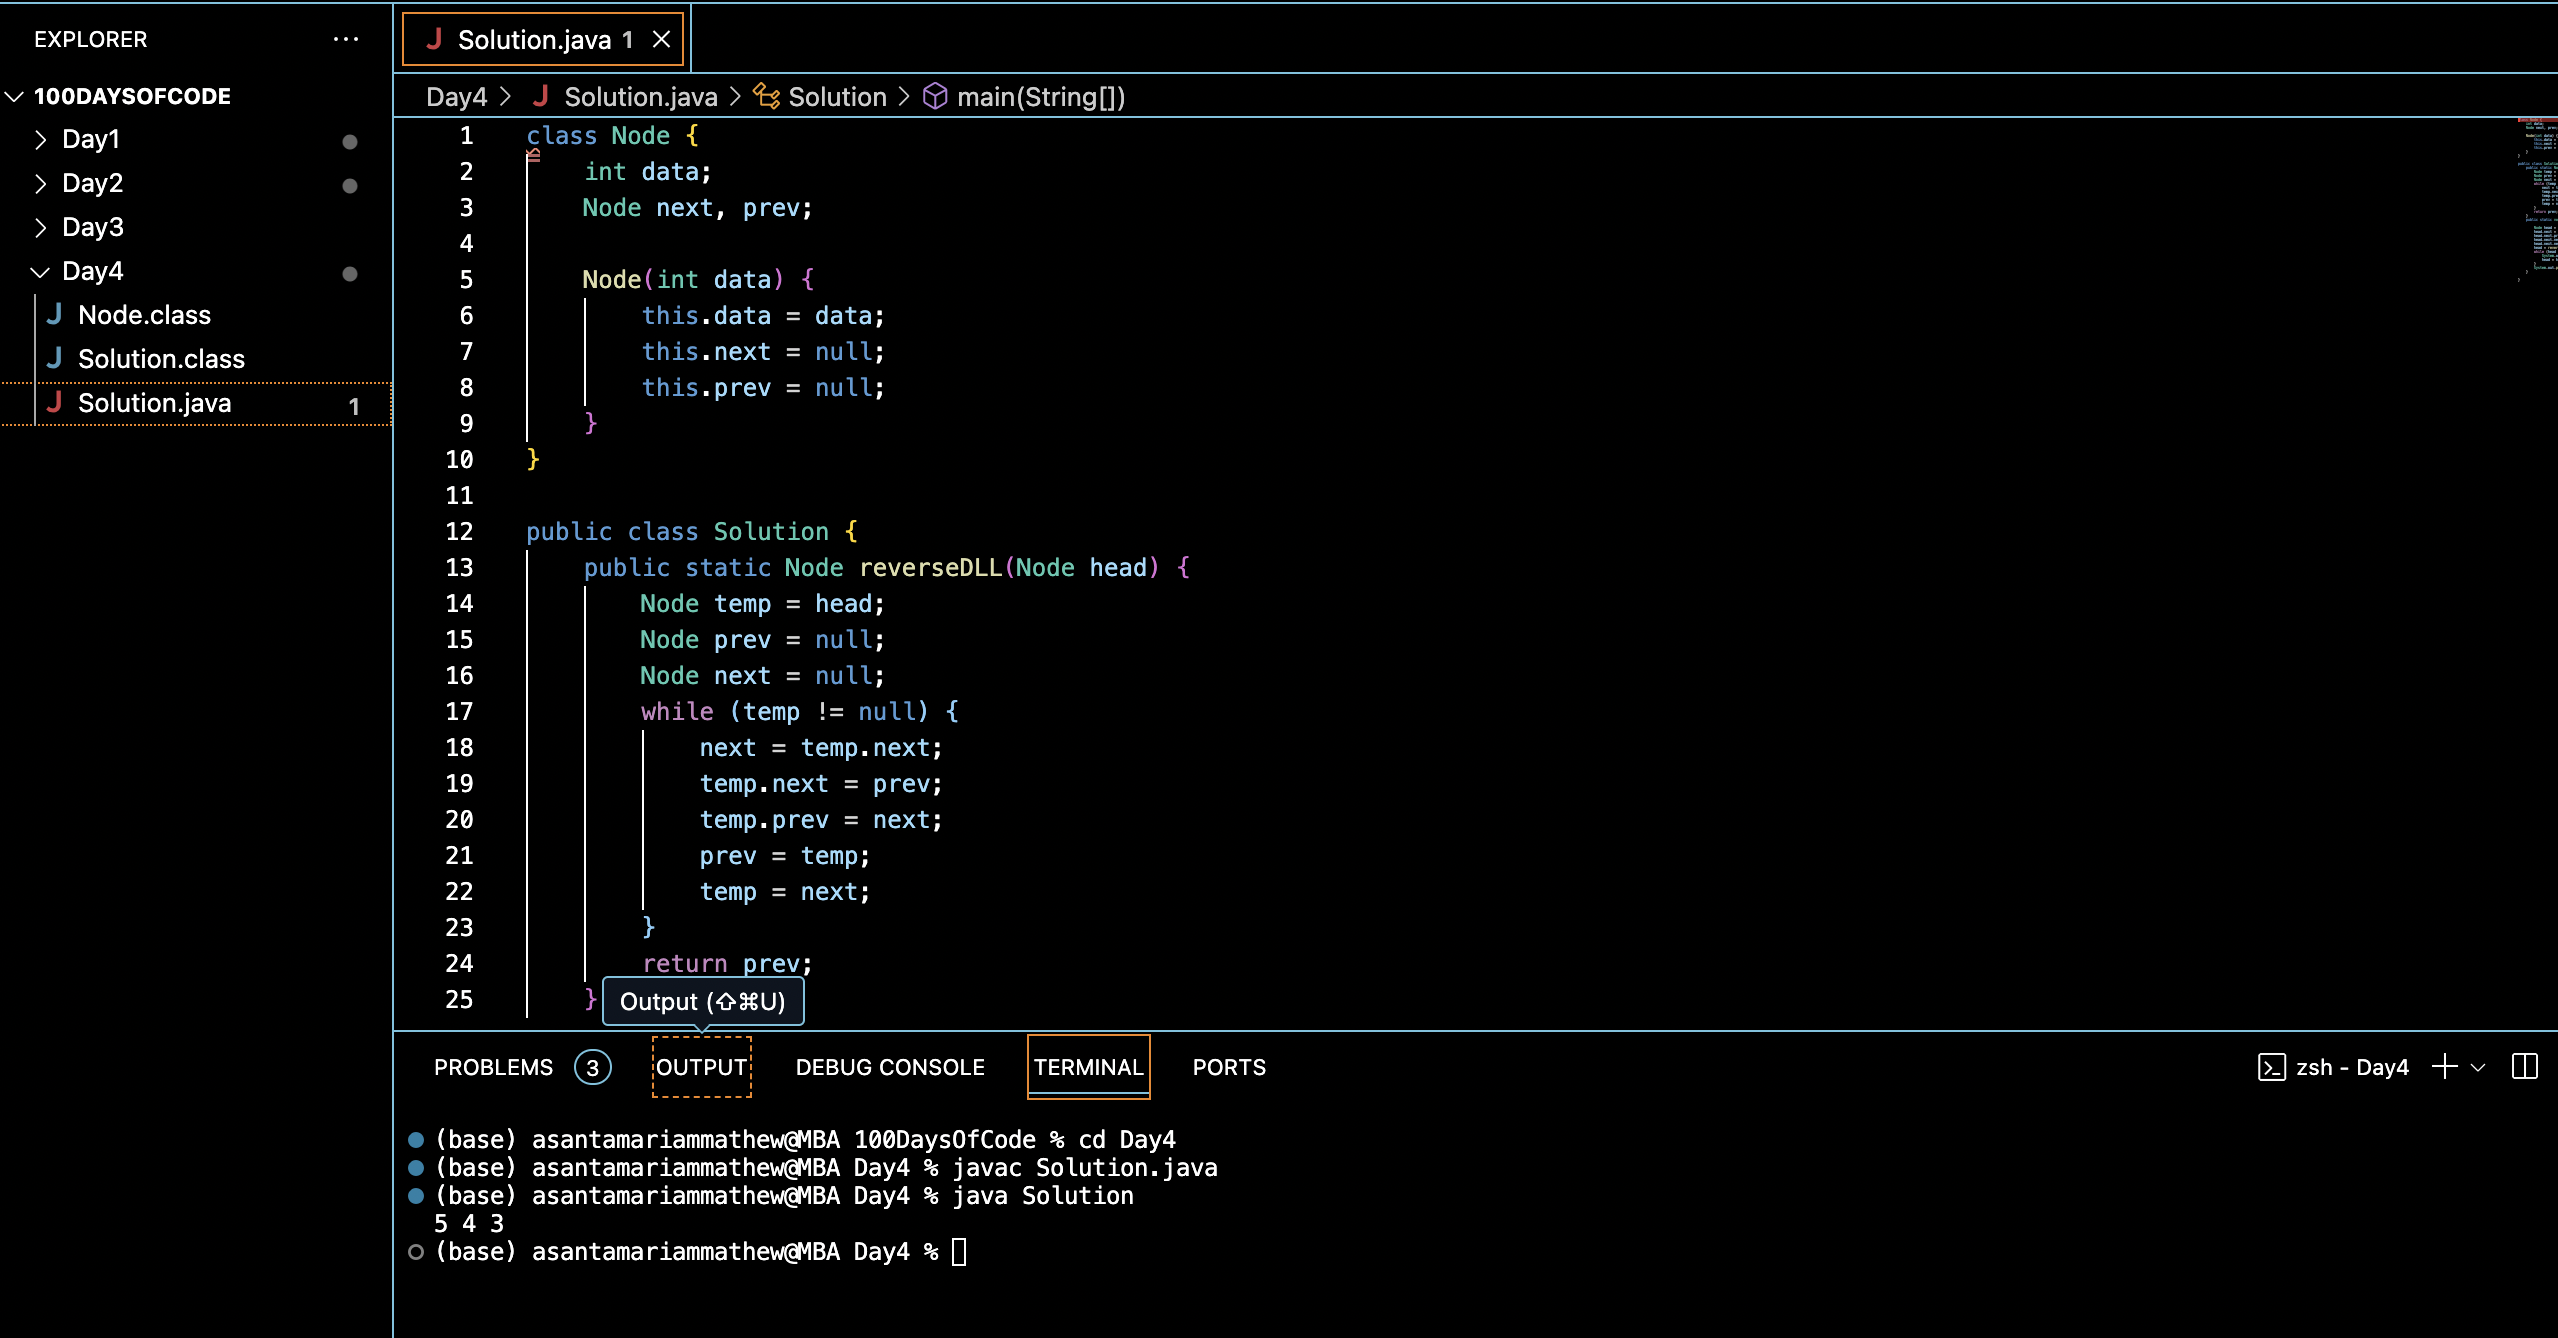 EXPLORER
100DAYSOFCODE
Day1
Day2
Day3
Day4
Node.class
Solution.class
Solution.java 1
Solution.java 1
Day4 > Solution.java > Solution > main(String[])
1 class Node {
2 int data;
3 Node next, prev;
4
5 Node(int data) {
6 this.data = data;
7 this.next = null;
8 this.prev = null;
9 }
10 }
11
12 public class Solution {
13 public static Node reverseDLL(Node head) {
14 Node temp = head;
15 Node prev = null;
16 Node next = null;
17 while (temp != null) {
18 next = temp.next;
19 temp.next = prev;
20 temp.prev = next;
21 prev = temp;
22 temp = next;
23 }
24 return prev;
25 }
Output (⇧⌘U)
PROBLEMS 3 OUTPUT DEBUG CONSOLE TERMINAL PORTS zsh - Day4
(base) asantamariammathew@MBA 100DaysOfCode % cd Day4
(base) asantamariammathew@MBA Day4 % javac Solution.java
(base) asantamariammathew@MBA Day4 % java Solution
5 4 3
(base) asantamariammathew@MBA Day4 %